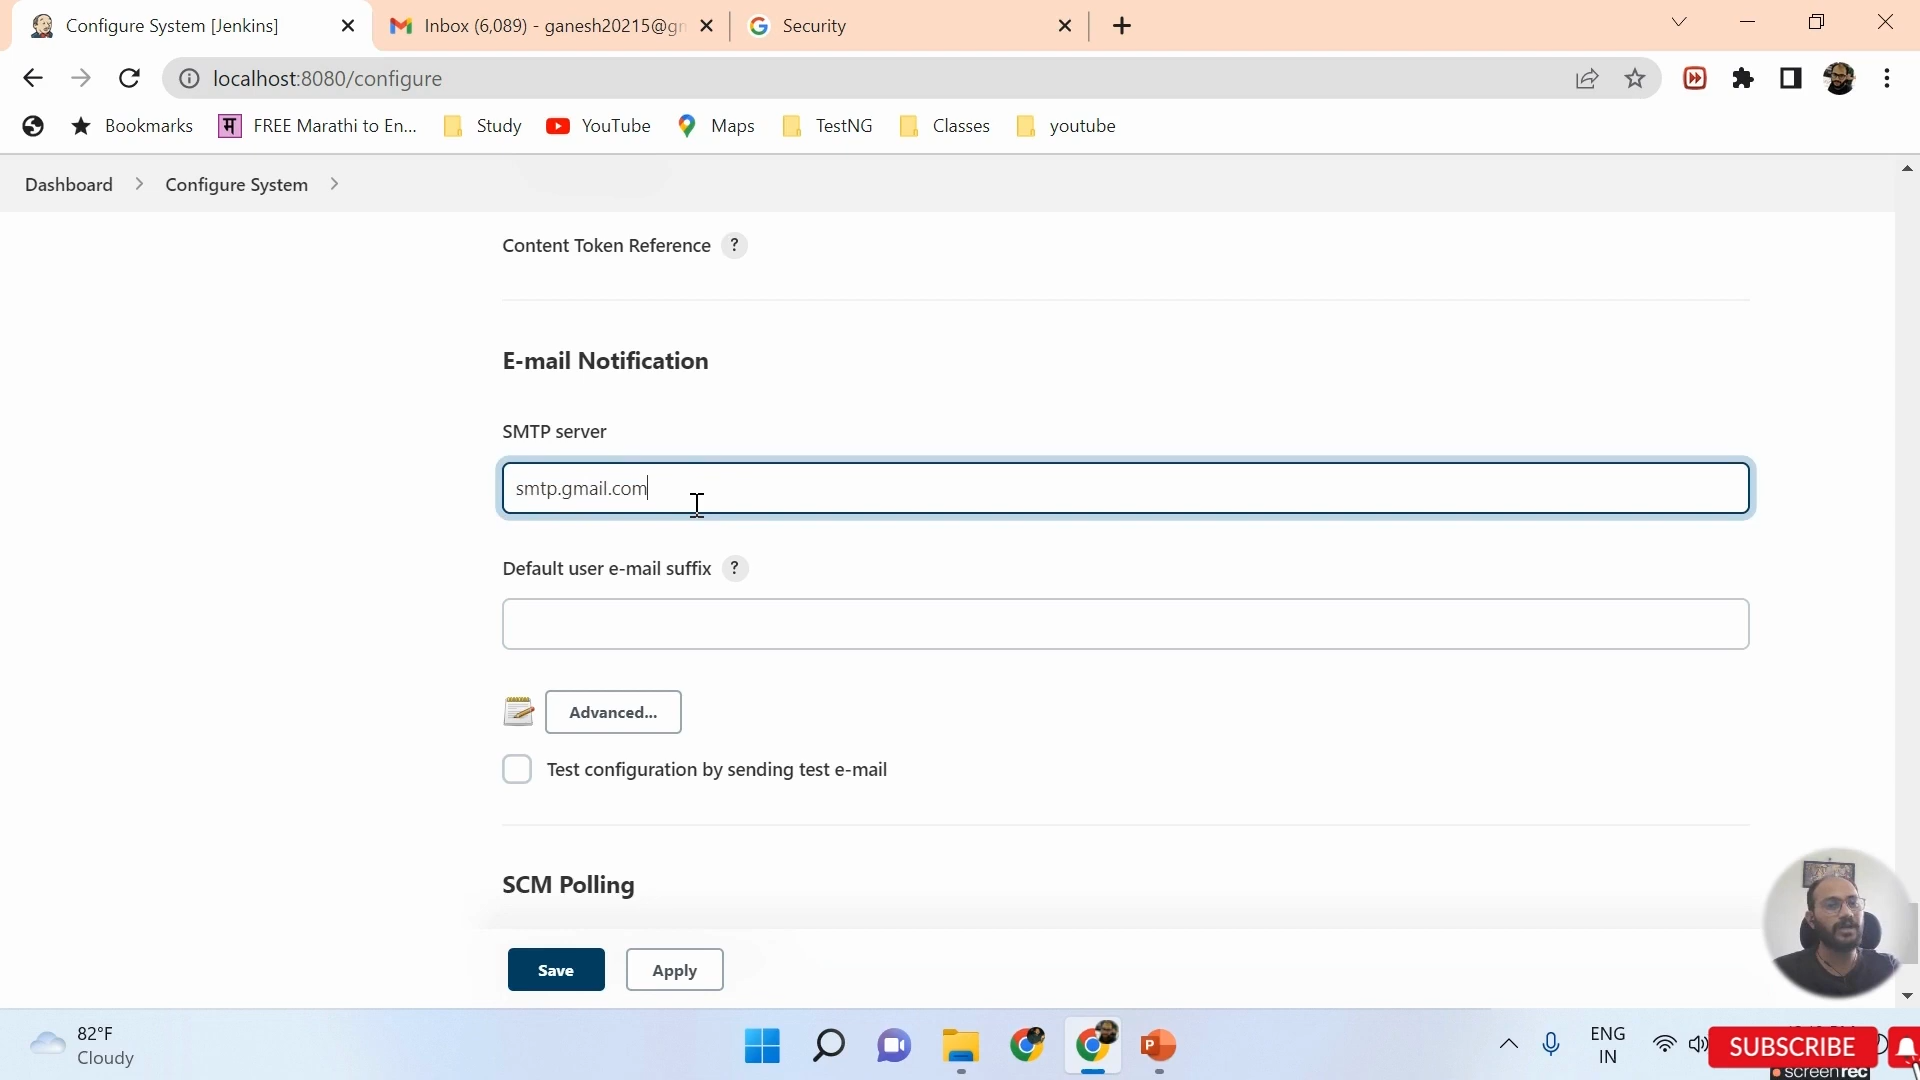 Configure System [Jenkins]
Inbox (6,089) - ganesh20215@gm
Security
localhost:8080/configure
Bookmarks
म
FREE Marathi to En...
Study
YouTube
Maps
TestNG
Classes
youtube
Dashboard
Configure System
Content Token Reference ?
E-mail Notification
SMTP server
smtp.gmail.com
Default user e-mail suffix ?
Advanced...
Test configuration by sending test e-mail
SCM Polling
Save
Apply
82°F
Cloudy
P
ENG
IN
SUBSCRIBE
screenrec